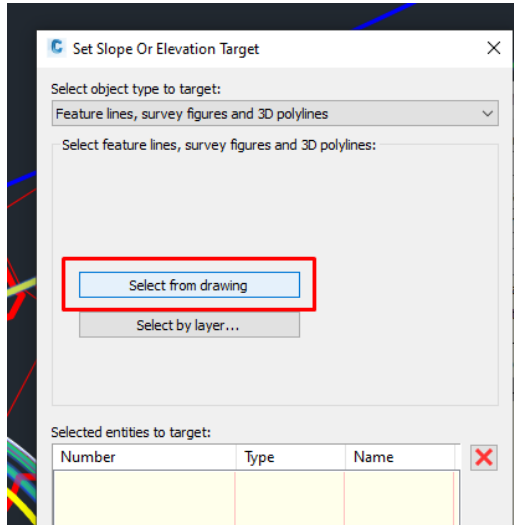 Set Slope Or Elevation Target
Select object type to target:
Feature lines, survey figures and 3D polylines
Select feature lines, survey figures and 3D polylines:
Select from drawing
Select by layer...
Selected entities to target:
Number Type Name